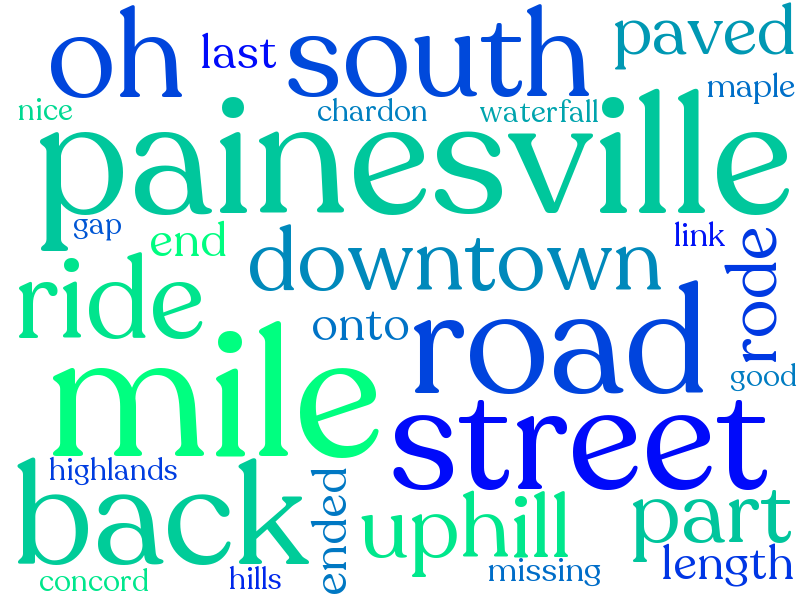 oh last south paved
nice chardon waterfall maple
painesville
gap end downtown link rode
ride onto road good
mile street
highlands
back ended uphill part
concord hills missing length